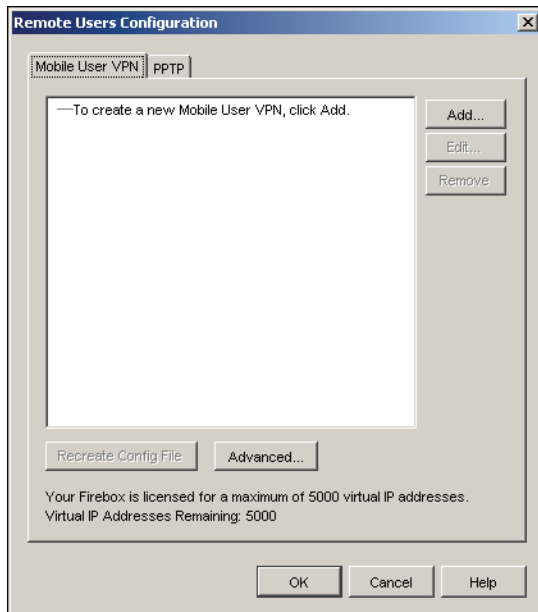 Remote Users Configuration
Mobile User VPN PPTP
To create a new Mobile User VPN, click Add.
Add...
Edit...
Remove
Recreate Config File Advanced...
Your Firebox is licensed for a maximum of 5000 virtual IP addresses.
Virtual IP Addresses Remaining: 5000
OK Cancel Help